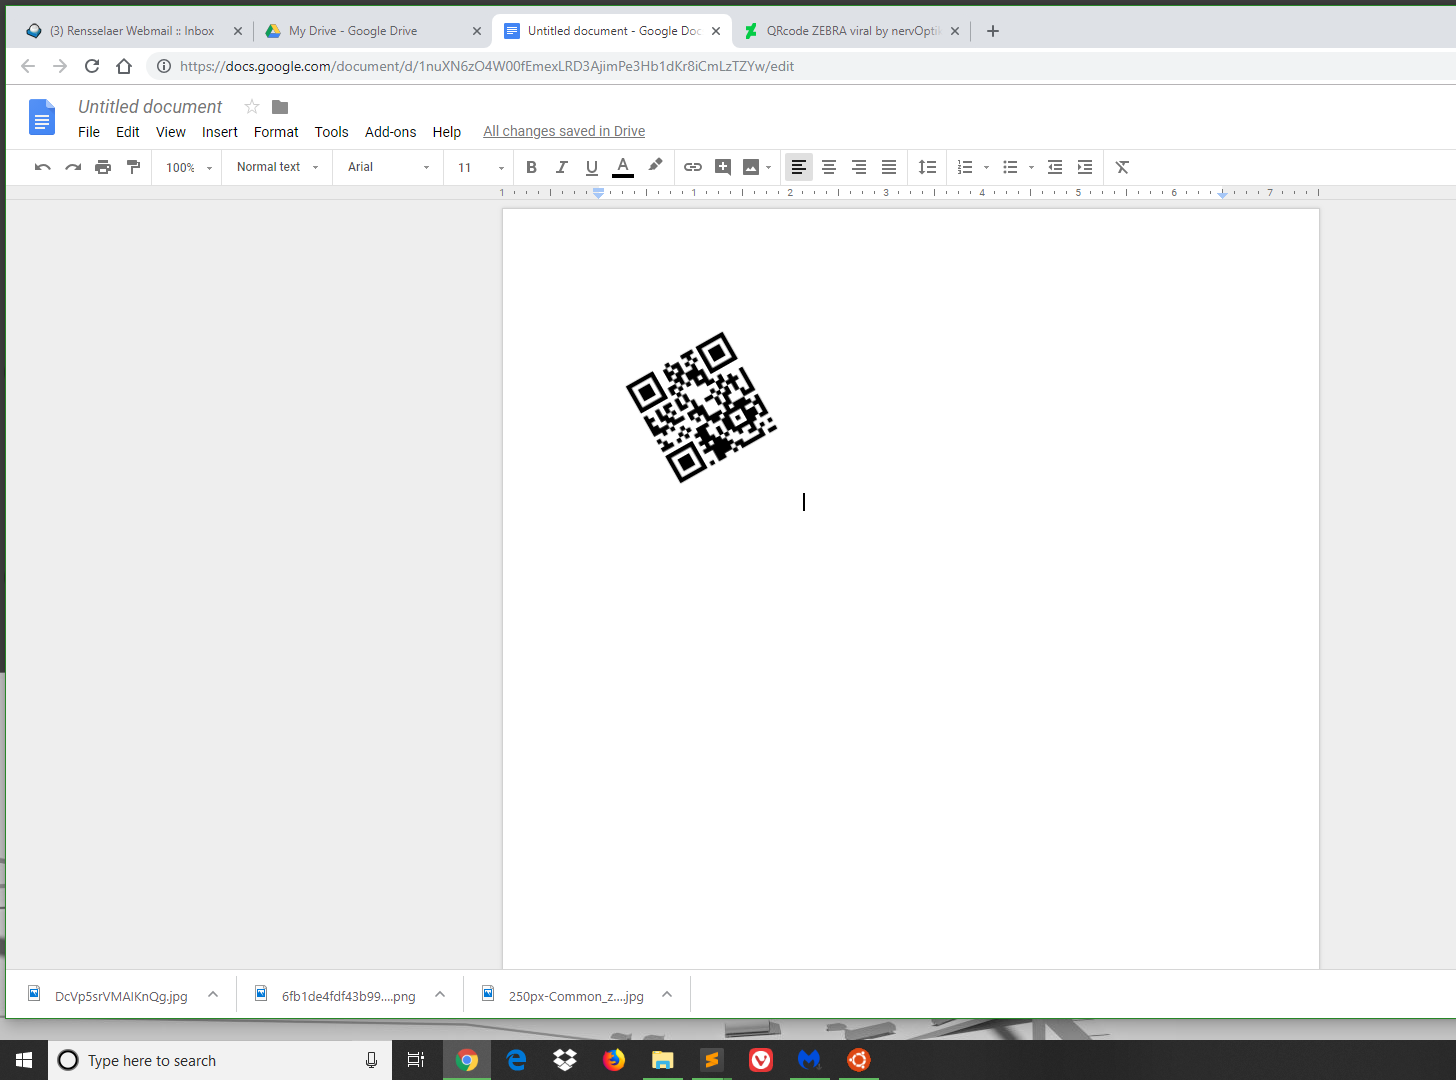 (3) Rensselaer Webmail :: Inbox
My Drive - Google Drive
Untitled document - Google Doc
QRcode ZEBRA viral by nervOpti
https://docs.google.com/document/d/1nuXN6zO4W00fEmexLRD3AjimPe3Hb1dKr8iCmLzTZYw/edit
Untitled document
File Edit View Insert Format Tools Add-ons Help All changes saved in Drive
100% Normal text Arial 11 B I U A
1 1 2 3 4 5 6 7
DcVp5srVMAIKnQg.jpg
6fb1de4fdf43b99....png
250px-Common_z....jpg
Type here to search